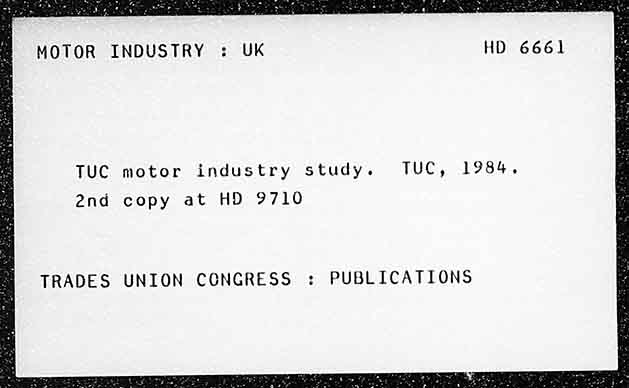 MOTOR INDUSTRY : UK HD 6661
TUC motor industry study. TUC, 1984.
2nd copy at HD 9710
TRADES UNION CONGRESS : PUBLICATIONS